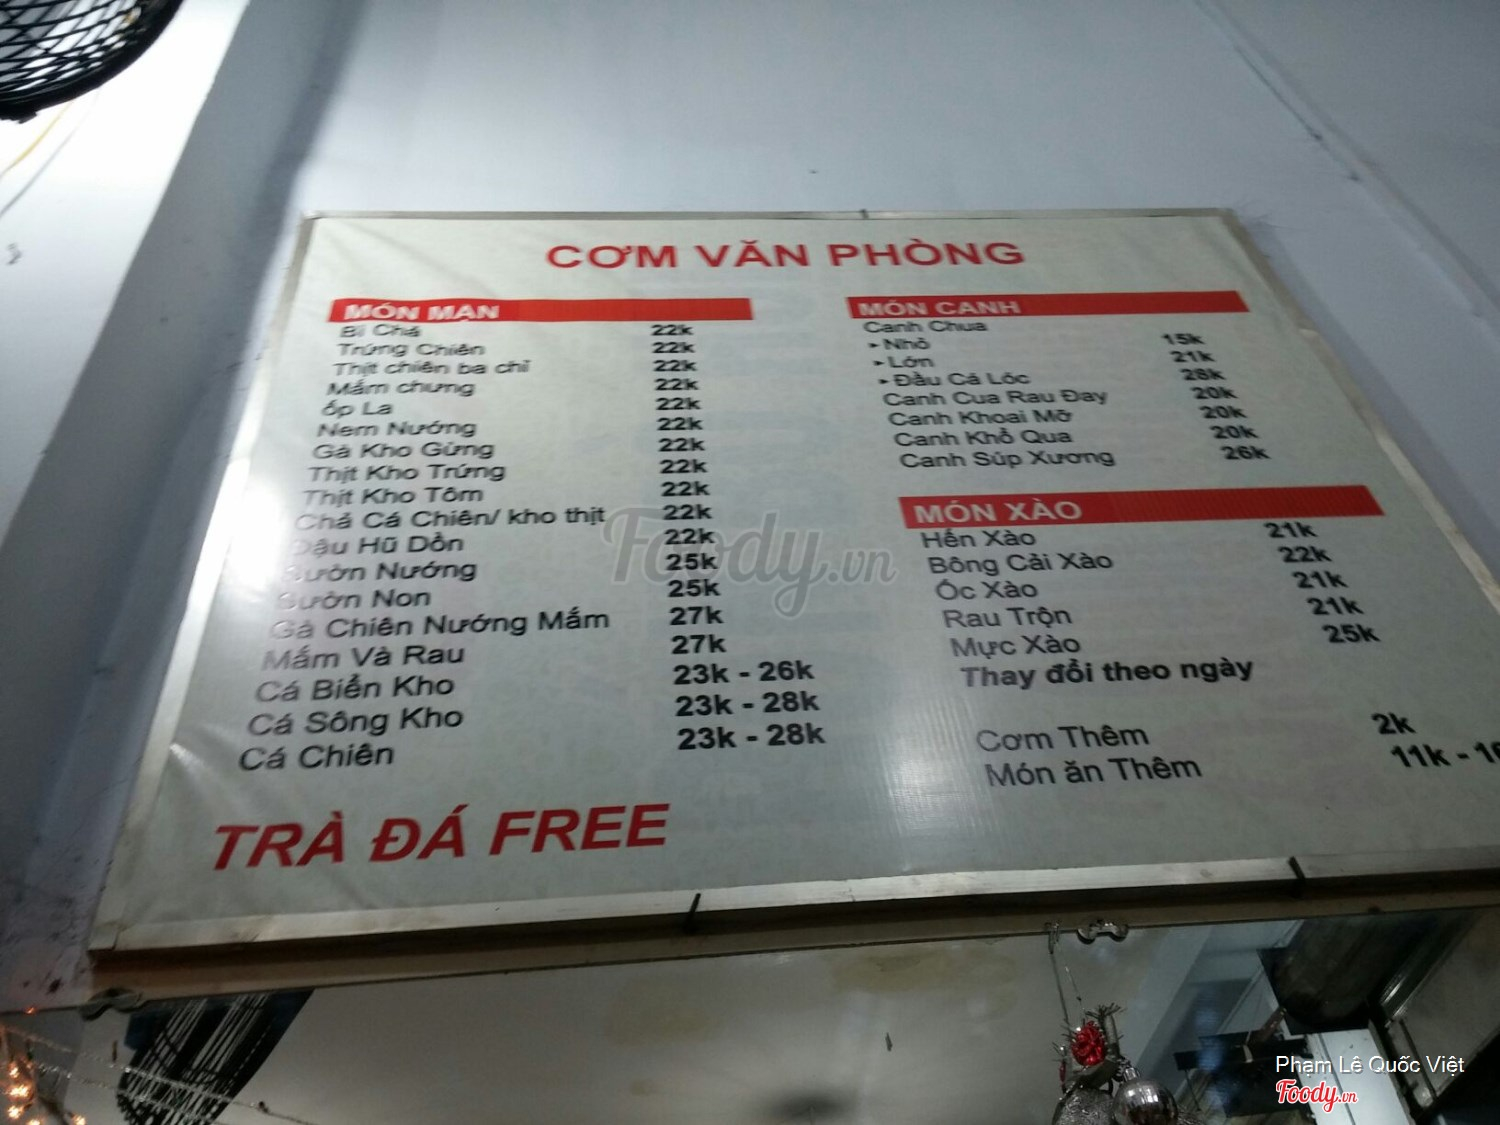 CƠM VĂN PHÒNG
MÓN MẶN
Bì Chả 22k
Trứng Chiên 22k
Thịt chiên ba chỉ 22k
Mắm chưng 22k
ốp La 22k
Nem Nướng 22k
Gà Kho Gừng 22k
Thịt Kho Trứng 22k
Thịt Kho Tôm 22k
Chả Cá Chiên/ kho thịt 22k
Đậu Hũ Dồn 22k
Sườn Nướng 25k
Sườn Non 25k
Gà Chiên Nướng Mắm 27k
Mắm Và Rau 27k
Cá Biển Kho 23k - 26k
Cá Sông Kho 23k - 28k
Cá Chiên 23k - 28k
TRÀ ĐÁ FREE
MÓN CANH
Canh Chua
Nhỏ 15k
Lớn 21k
Đầu Cá Lóc 28k
Canh Cua Rau Đay 20k
Canh Khoai Mỡ 20k
Canh Khổ Qua 20k
Canh Súp Xương 26k
MÓN XÀO
Hến Xào 21k
Bông Cải Xào 22k
Ốc Xào 21k
Rau Trộn 21k
Mực Xào 25k
Thay đổi theo ngày
Cơm Thêm 2k
Món ăn Thêm 11k - 16
Foody.vn
Phạm Lê Quốc Việt
Foody.vn